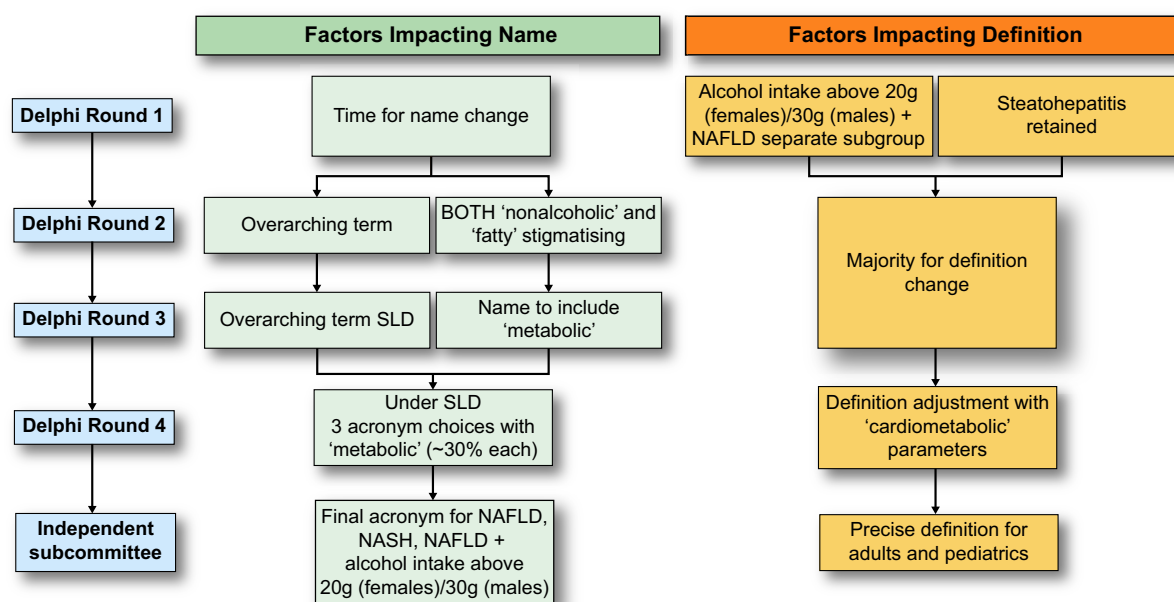 Factors Impacting Name
Factors Impacting Definition
Delphi Round 1
Time for name change
Alcohol intake above 20g
(females)/30g (males) +
NAFLD separate subgroup
Steatohepatitis
retained
Delphi Round 2
Overarching term
BOTH ‘nonalcoholic’ and
‘fatty’ stigmatising
Majority for definition
change
Delphi Round 3
Overarching term SLD
Name to include
‘metabolic’
Delphi Round 4
Under SLD
3 acronym choices with
‘metabolic’ (~30% each)
Definition adjustment with
‘cardiometabolic’
parameters
Independent
subcommittee
Final acronym for NAFLD,
NASH, NAFLD +
alcohol intake above
20g (females)/30g (males)
Precise definition for
adults and pediatrics